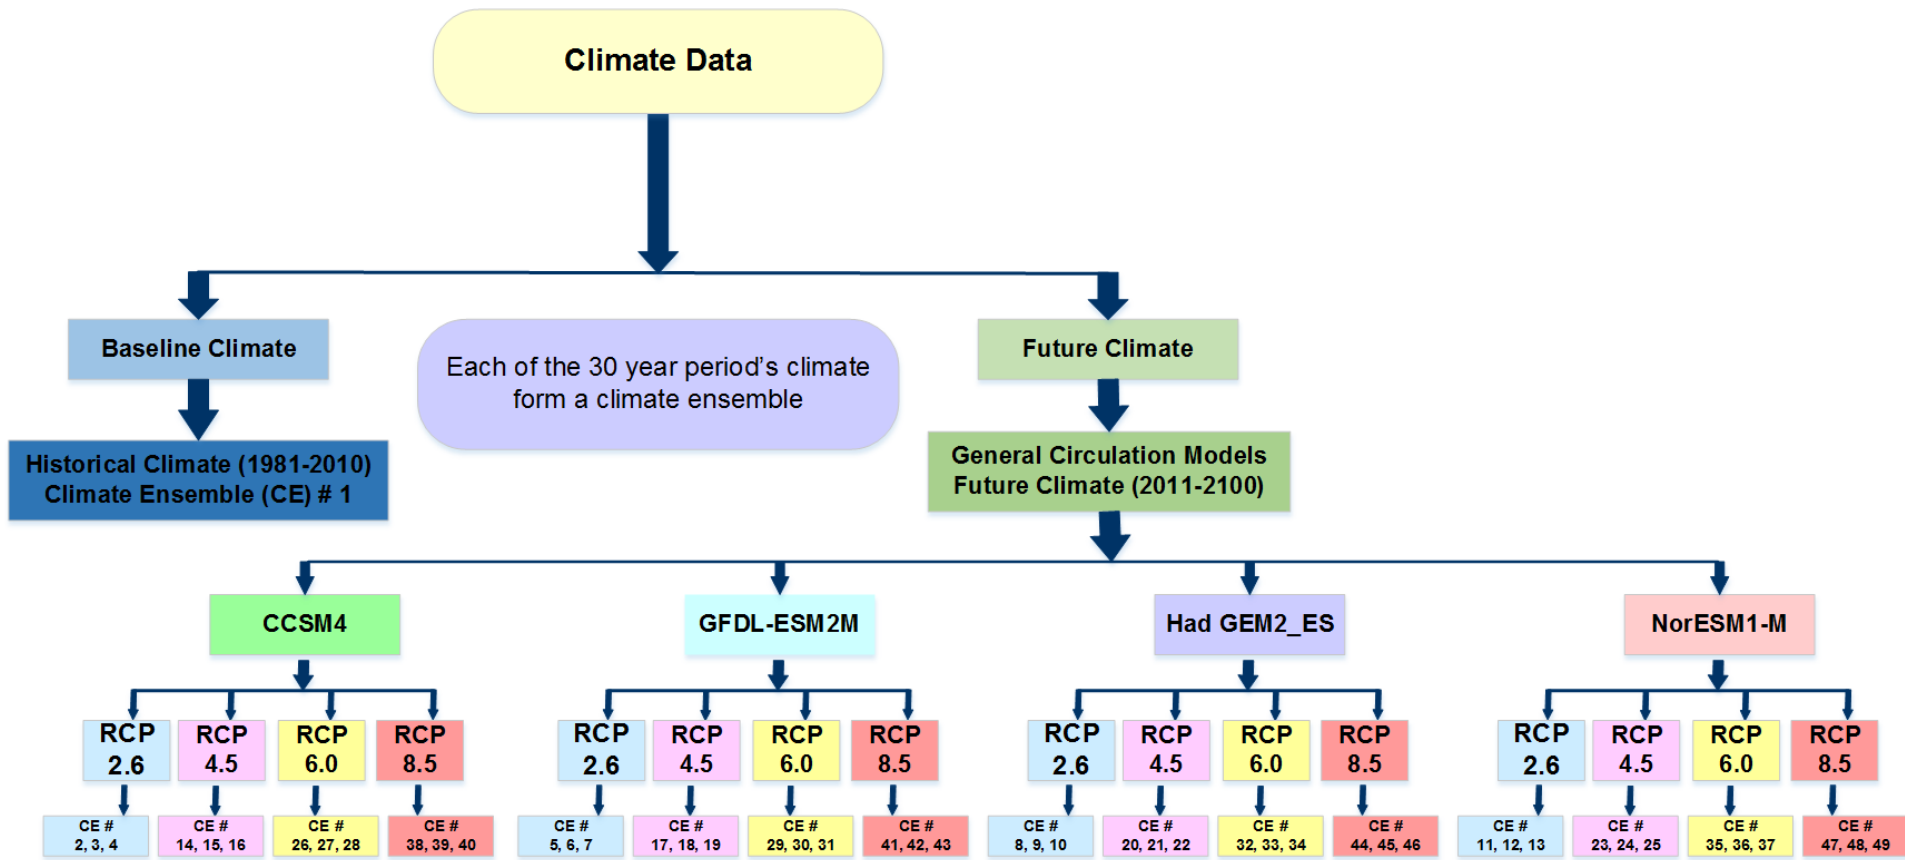 Climate Data
Baseline Climate
Each of the 30 year period's climate
form a climate ensemble
Future Climate
Historical Climate (1981-2010)
Climate Ensemble (CE) # 1
General Circulation Models
Future Climate (2011-2100)
CCSM4
GFDL-ESM2M
Had GEM2_ES
NorESM1-M
RCP
2.6
RCP
4.5
RCP
6.0
RCP
8.5
RCP
2.6
RCP
4.5
RCP
6.0
RCP
8.5
RCP
2.6
RCP
4.5
RCP
6.0
RCP
8.5
RCP
2.6
RCP
4.5
RCP
6.0
RCP
8.5
CE #
2, 3, 4
CE #
14, 15, 16
CE #
26, 27, 28
CE #
38, 39, 40
CE #
5, 6, 7
CE #
17, 18, 19
CE #
29, 30, 31
CE #
41, 42, 43
CE #
8, 9, 10
CE #
20, 21, 22
CE #
32, 33, 34
CE #
44, 45, 46
CE #
11, 12, 13
CE #
23, 24, 25
CE #
35, 36, 37
CE #
47, 48, 49